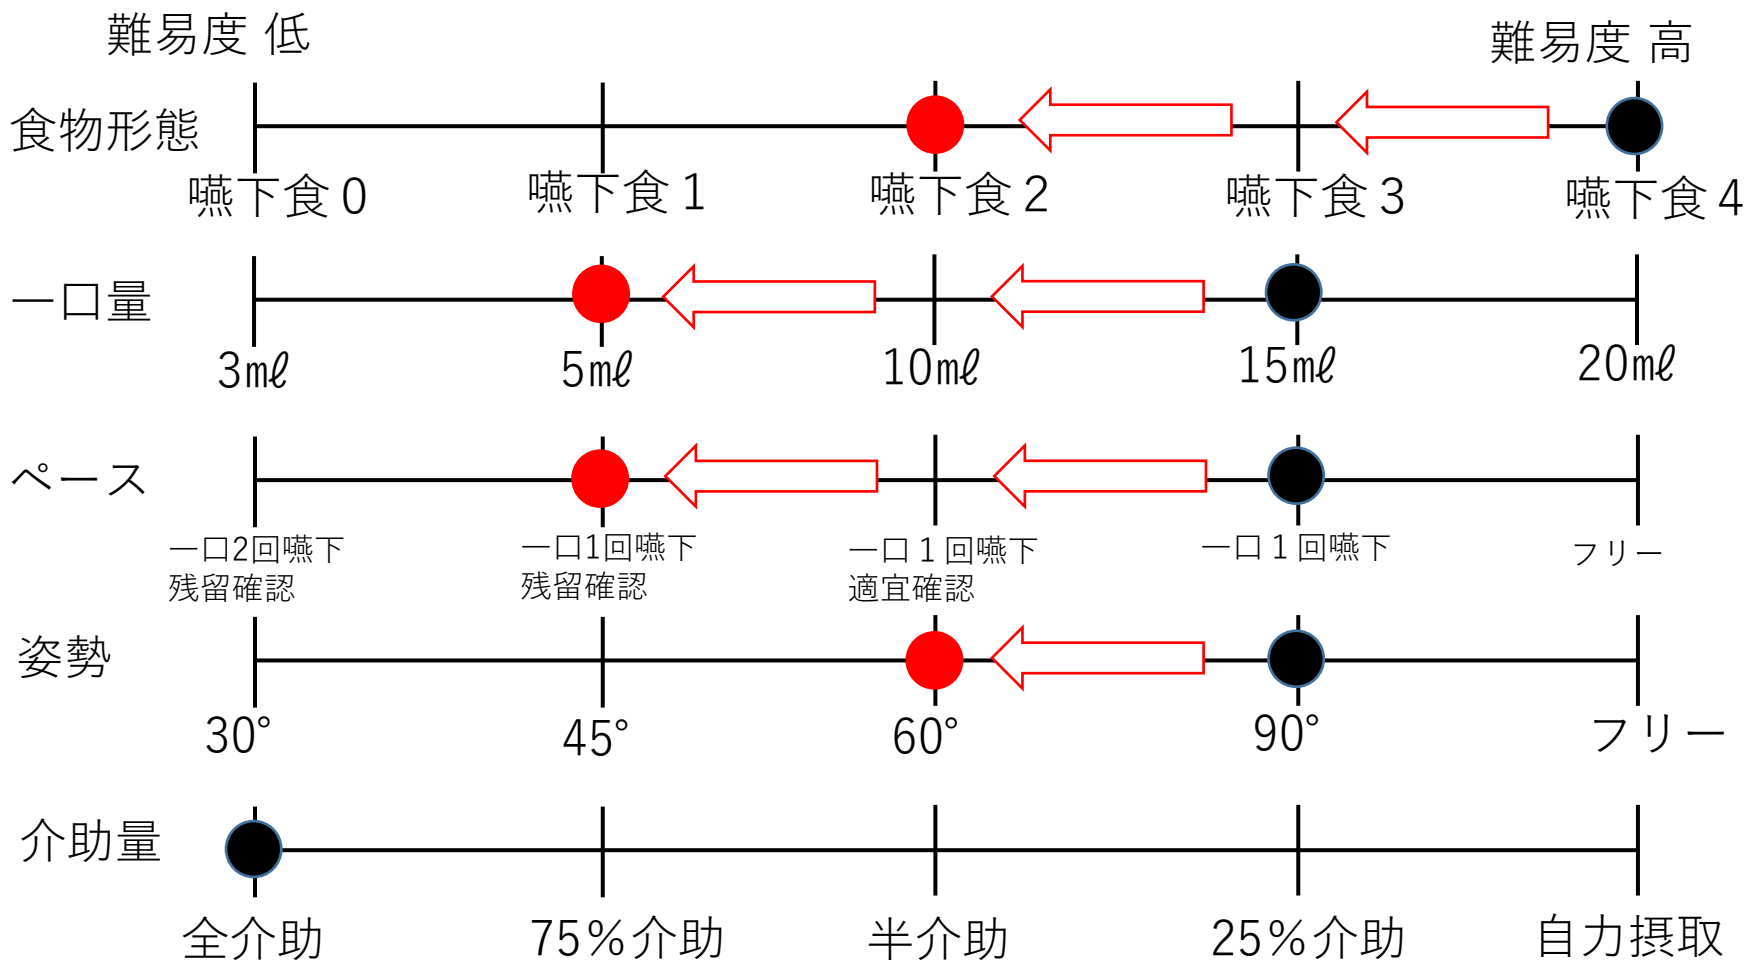 難易度 低
難易度 高
食物形態
嚥下食 0
嚥下食 1
嚥下食 2
嚥下食 3
嚥下食 4
一口量
3㎖
5㎖
10㎖
15㎖
20㎖
ペース
一口2回嚥下
残留確認
一口1回嚥下
残留確認
一口１回嚥下
適宜確認
一口１回嚥下
フリー
姿勢
30°
45°
60°
90°
フリー
介助量
全介助
75％介助
半介助
25％介助
自力摂取